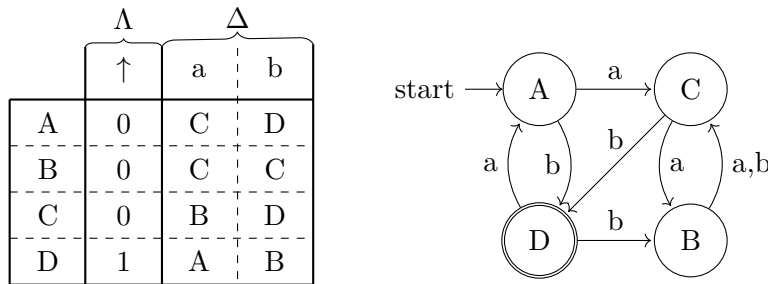 Λ Δ
↑ a b
A 0 C D
B 0 C C
C 0 B D
D 1 A B
start A a C
b
a b a a,b
D b B